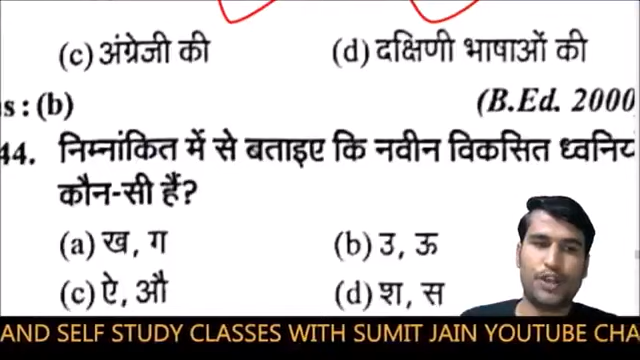 (c) अंग्रेजी की (d) दक्षिणी भाषाओं की
s : (b) (B.Ed. 2000
44. निम्नांकित में से बताइए कि नवीन विकसित ध्वनिय
कौन-सी हैं?
(a) ख, ग (b) उ, ऊ
(c) ऐ, औ (d) श, स
AND SELF STUDY CLASSES WITH SUMIT JAIN YOUTUBE CHA